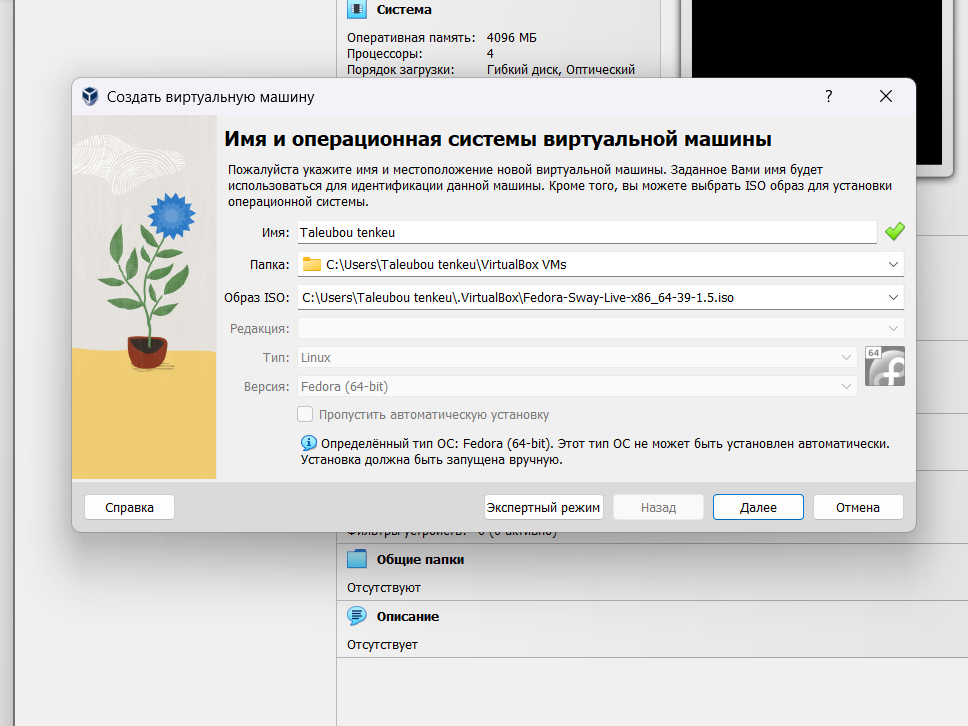 Система
Оперативная память: 4096 МБ
Процессоры: 4
Порядок загрузки: Гибкий диск, Оптический
Создать виртуальную машину
?
Имя и операционная системы виртуальной машины
Пожалуйста укажите имя и местоположение новой виртуальной машины. Заданное Вами имя будет
использоваться для идентификации данной машины. Кроме того, вы можете выбрать ISO образ для установки
операционной системы.
Имя: Taleubou tenkeu
Папка: C:\Users\Taleubou tenkeu\VirtualBox VMs
Образ ISO: C:\Users\Taleubou tenkeu\.VirtualBox\Fedora-Sway-Live-x86_64-39-1.5.iso
Редакция:
Тип: Linux
64
Версия: Fedora (64-bit)
Пропустить автоматическую установку
Определённый тип ОС: Fedora (64-bit). Этот тип ОС не может быть установлен автоматически.
Установка должна быть запущена вручную.
Справка Экспертный режим Назад Далее Отмена
Фильтры устройств: 0 (0 активно)
Общие папки
Отсутствуют
Описание
Отсутствует